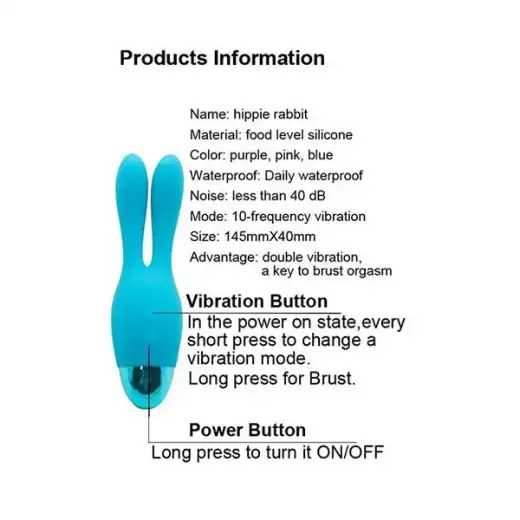 Products Information
Name: hippie rabbit
Material: food level silicone
Color: purple, pink, blue
Waterproof: Daily waterproof
Noise: less than 40 dB
Mode: 10-frequency vibration
Size: 145mmX40mm
Advantage: double vibration,
a key to brust orgasm
Vibration Button
In the power on state,every
short press to change a
vibration mode.
Long press for Brust.
Power Button
Long press to turn it ON/OFF